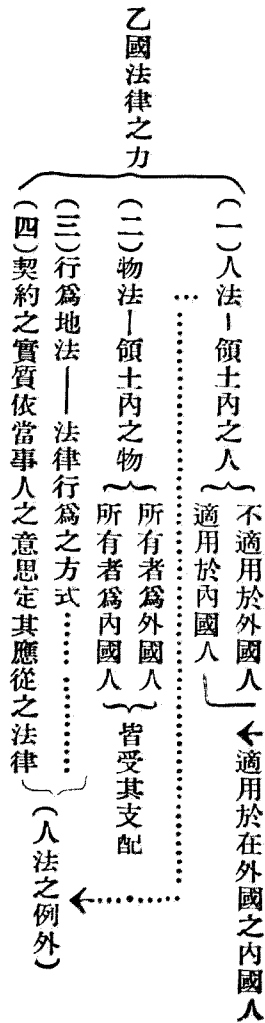 乙國法律之力
(一)人法—領土內之人
不適用於外國人
適用於內國人
適用於在外國之內國人
(二)物法—領土內之物
所有者爲外國人
所有者爲內國人
皆受其支配
(三)行爲地法——法律行爲之方式
(四)契約之實質依當事人之意思定其應從之法律
(人法之例外)